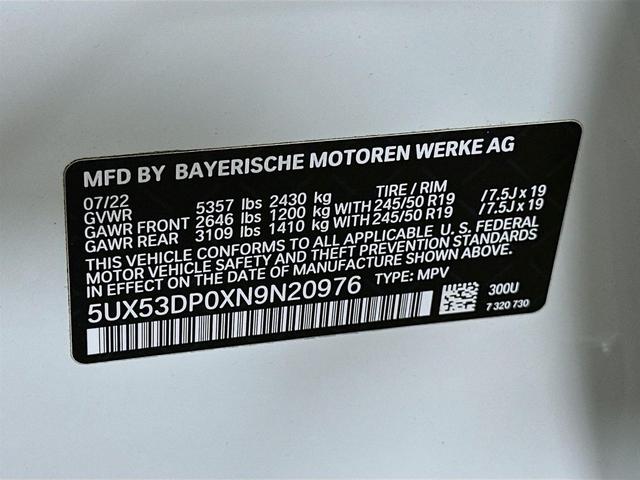 MFD BY BAYERISCHE MOTOREN WERKE AG
07/22 TIRE / RIM
GVWR 5357 lbs 2430 kg
GAWR FRONT 2646 lbs 1200 kg WITH 245/50 R19 / 7.5J x 19
GAWR REAR 3109 lbs 1410 kg WITH 245/50 R19 / 7.5J x 19
THIS VEHICLE CONFORMS TO ALL APPLICABLE U.S. FEDERAL
MOTOR VEHICLE SAFETY AND THEFT PREVENTION STANDARDS
IN EFFECT ON THE DATE OF MANUFACTURE SHOWN ABOVE.
5UX53DP0XN9N20976 TYPE: MPV
300U
7 320 730